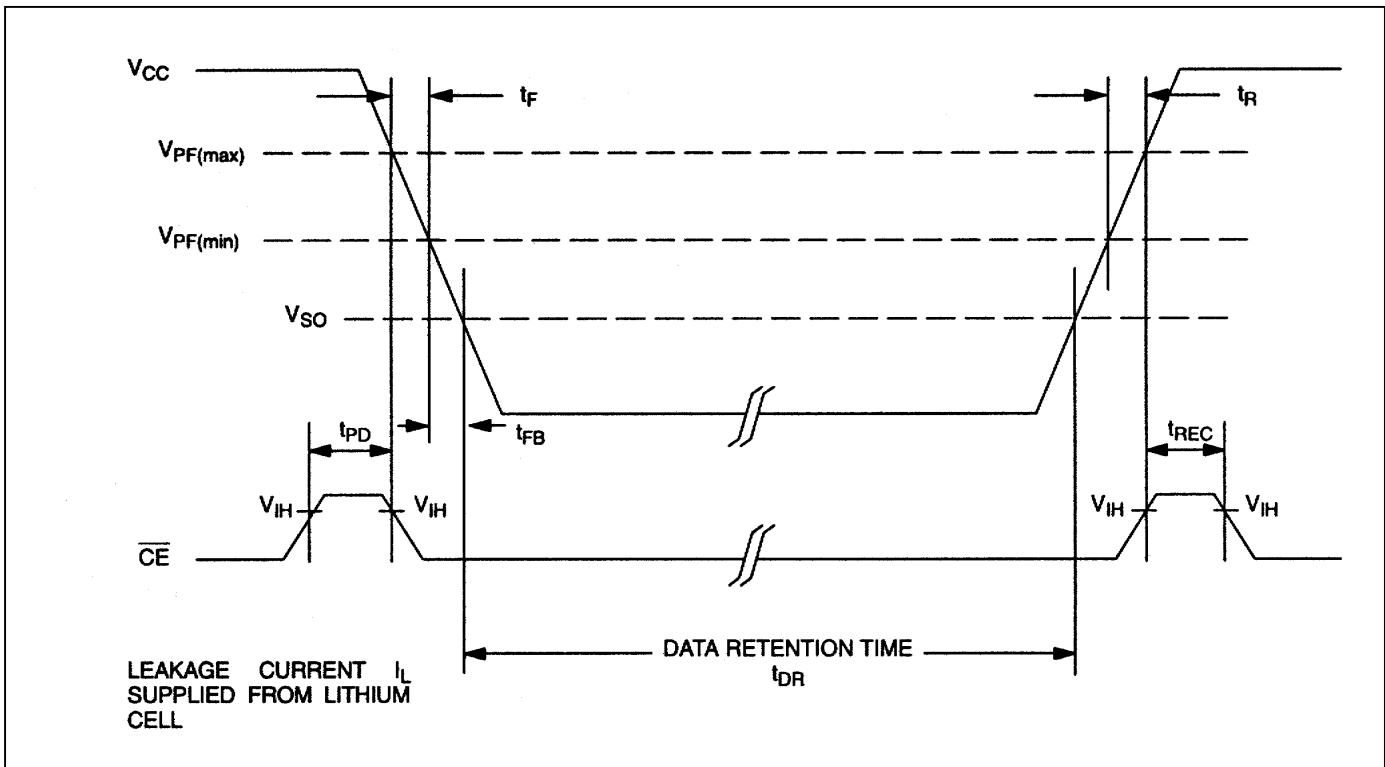 VCC
tF
tR
VPF(max)
VPF(min)
VSO
tPD
tFB
tREC
VIH
VIH
VIH
VIH
C̅E̅
DATA RETENTION TIME
tDR
LEAKAGE CURRENT IL
SUPPLIED FROM LITHIUM
CELL